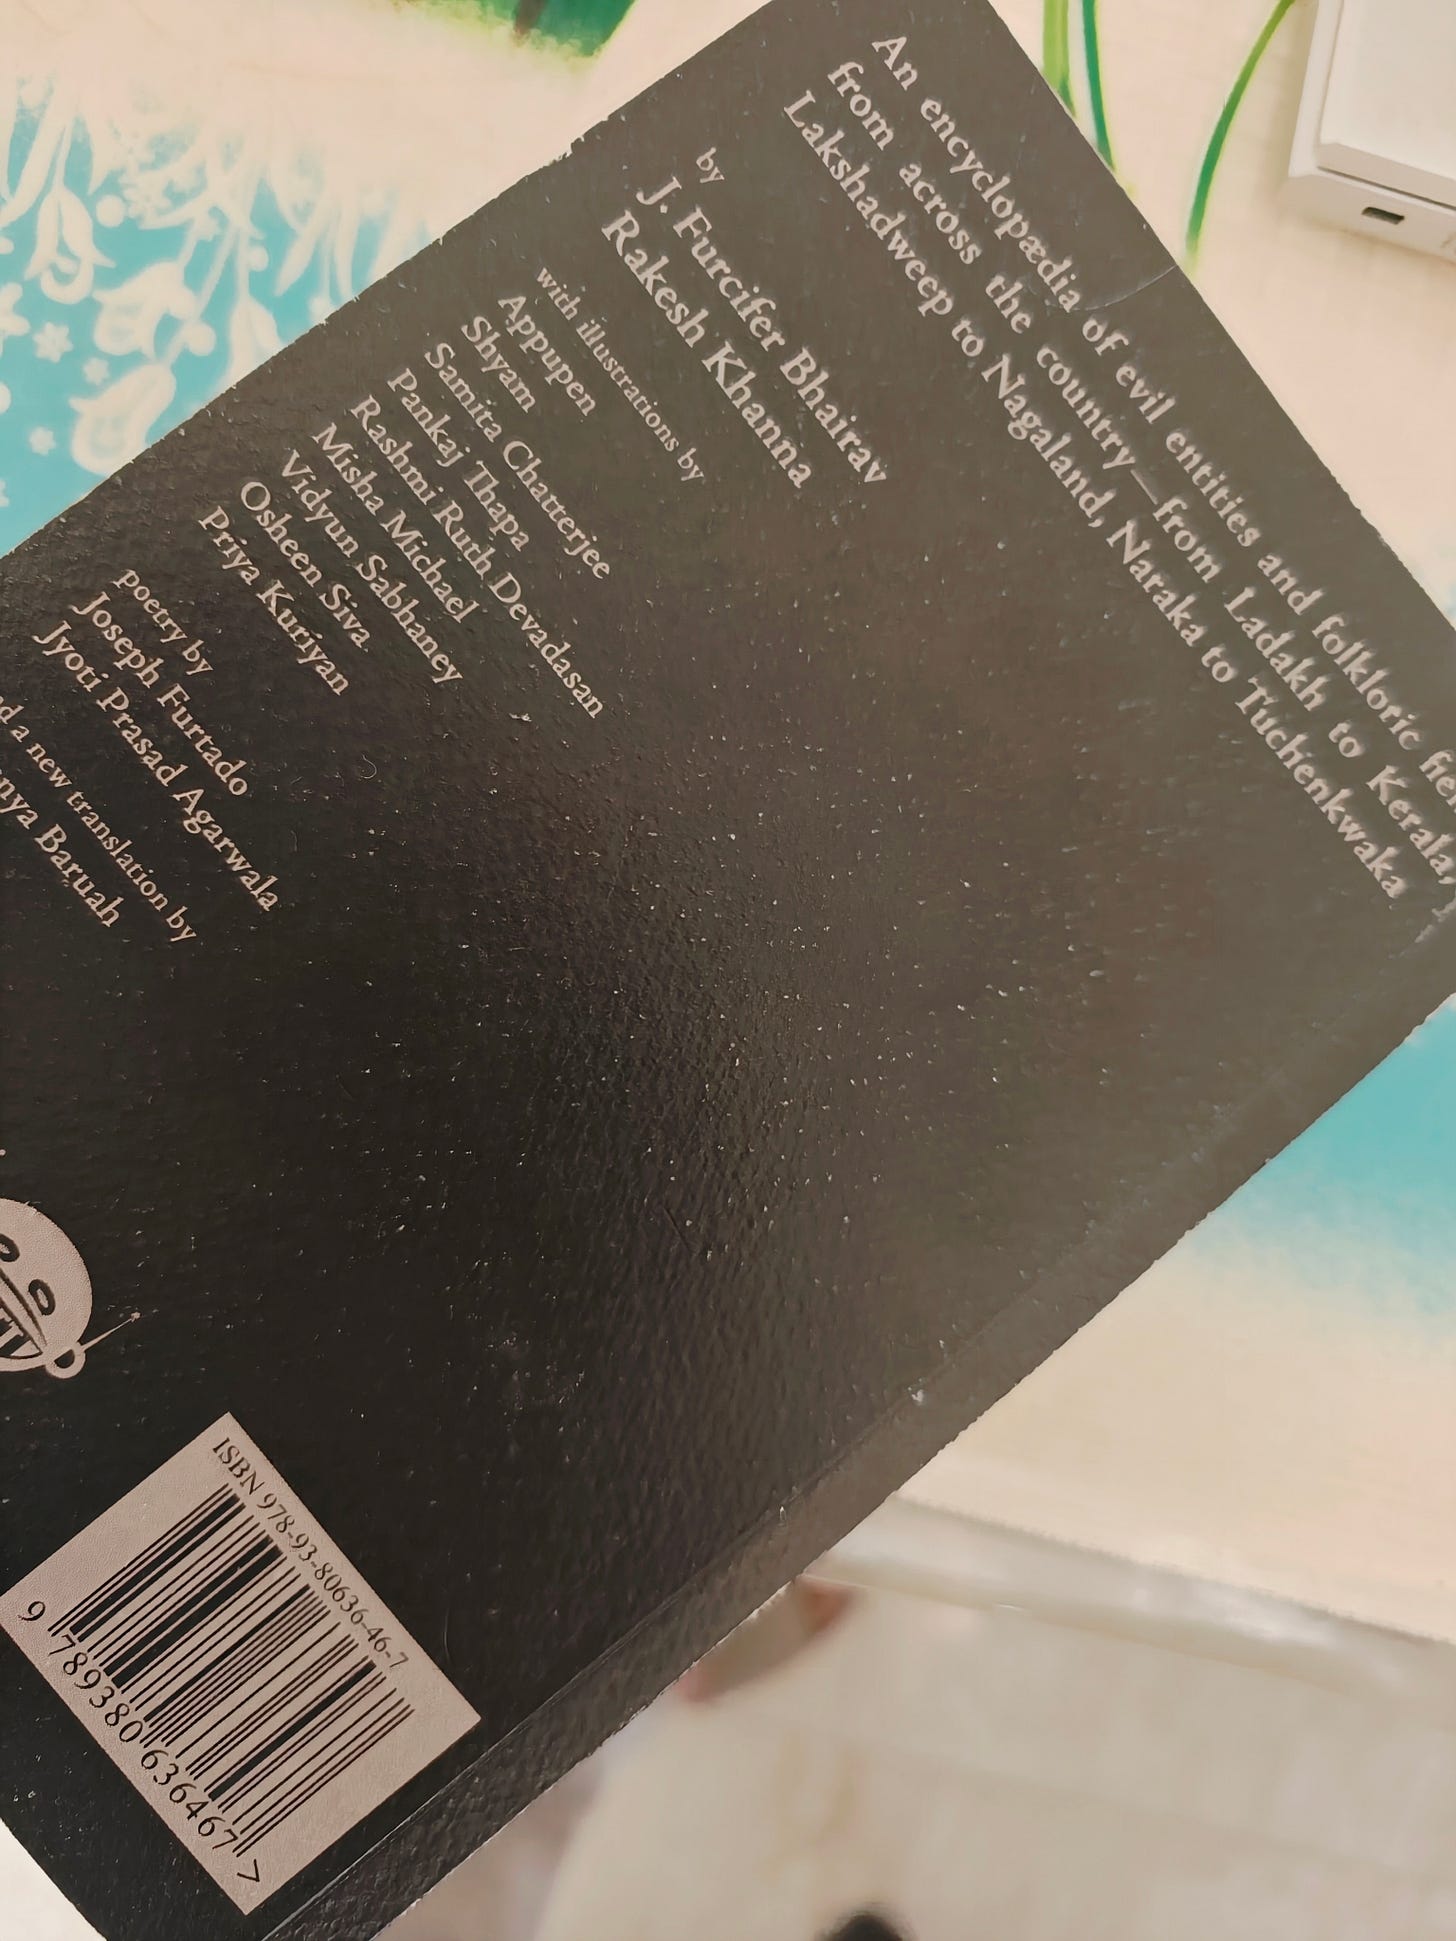 An encyclopædia of evil entities and folkloric
from across the country—from Ladakh to Kerala,
Lakshadweep to Nagaland, Naraka to Tuchenkwaka
by
J. Furcifer Bhairav
Rakesh Khanna
with illustrations by
Appupen
Shyam
Samita Chatterjee
Pankaj Thapa
Rashmi Ruth Devadasan
Misha Michael
Vidyun Sabhaney
Osheen Siva
Priya Kuriyan
poetry by
Joseph Furtado
Jyoti Prasad Agarwala
a new translation by
Baruah
ISBN 978-93-80636-46-7
9 789380 636467 >